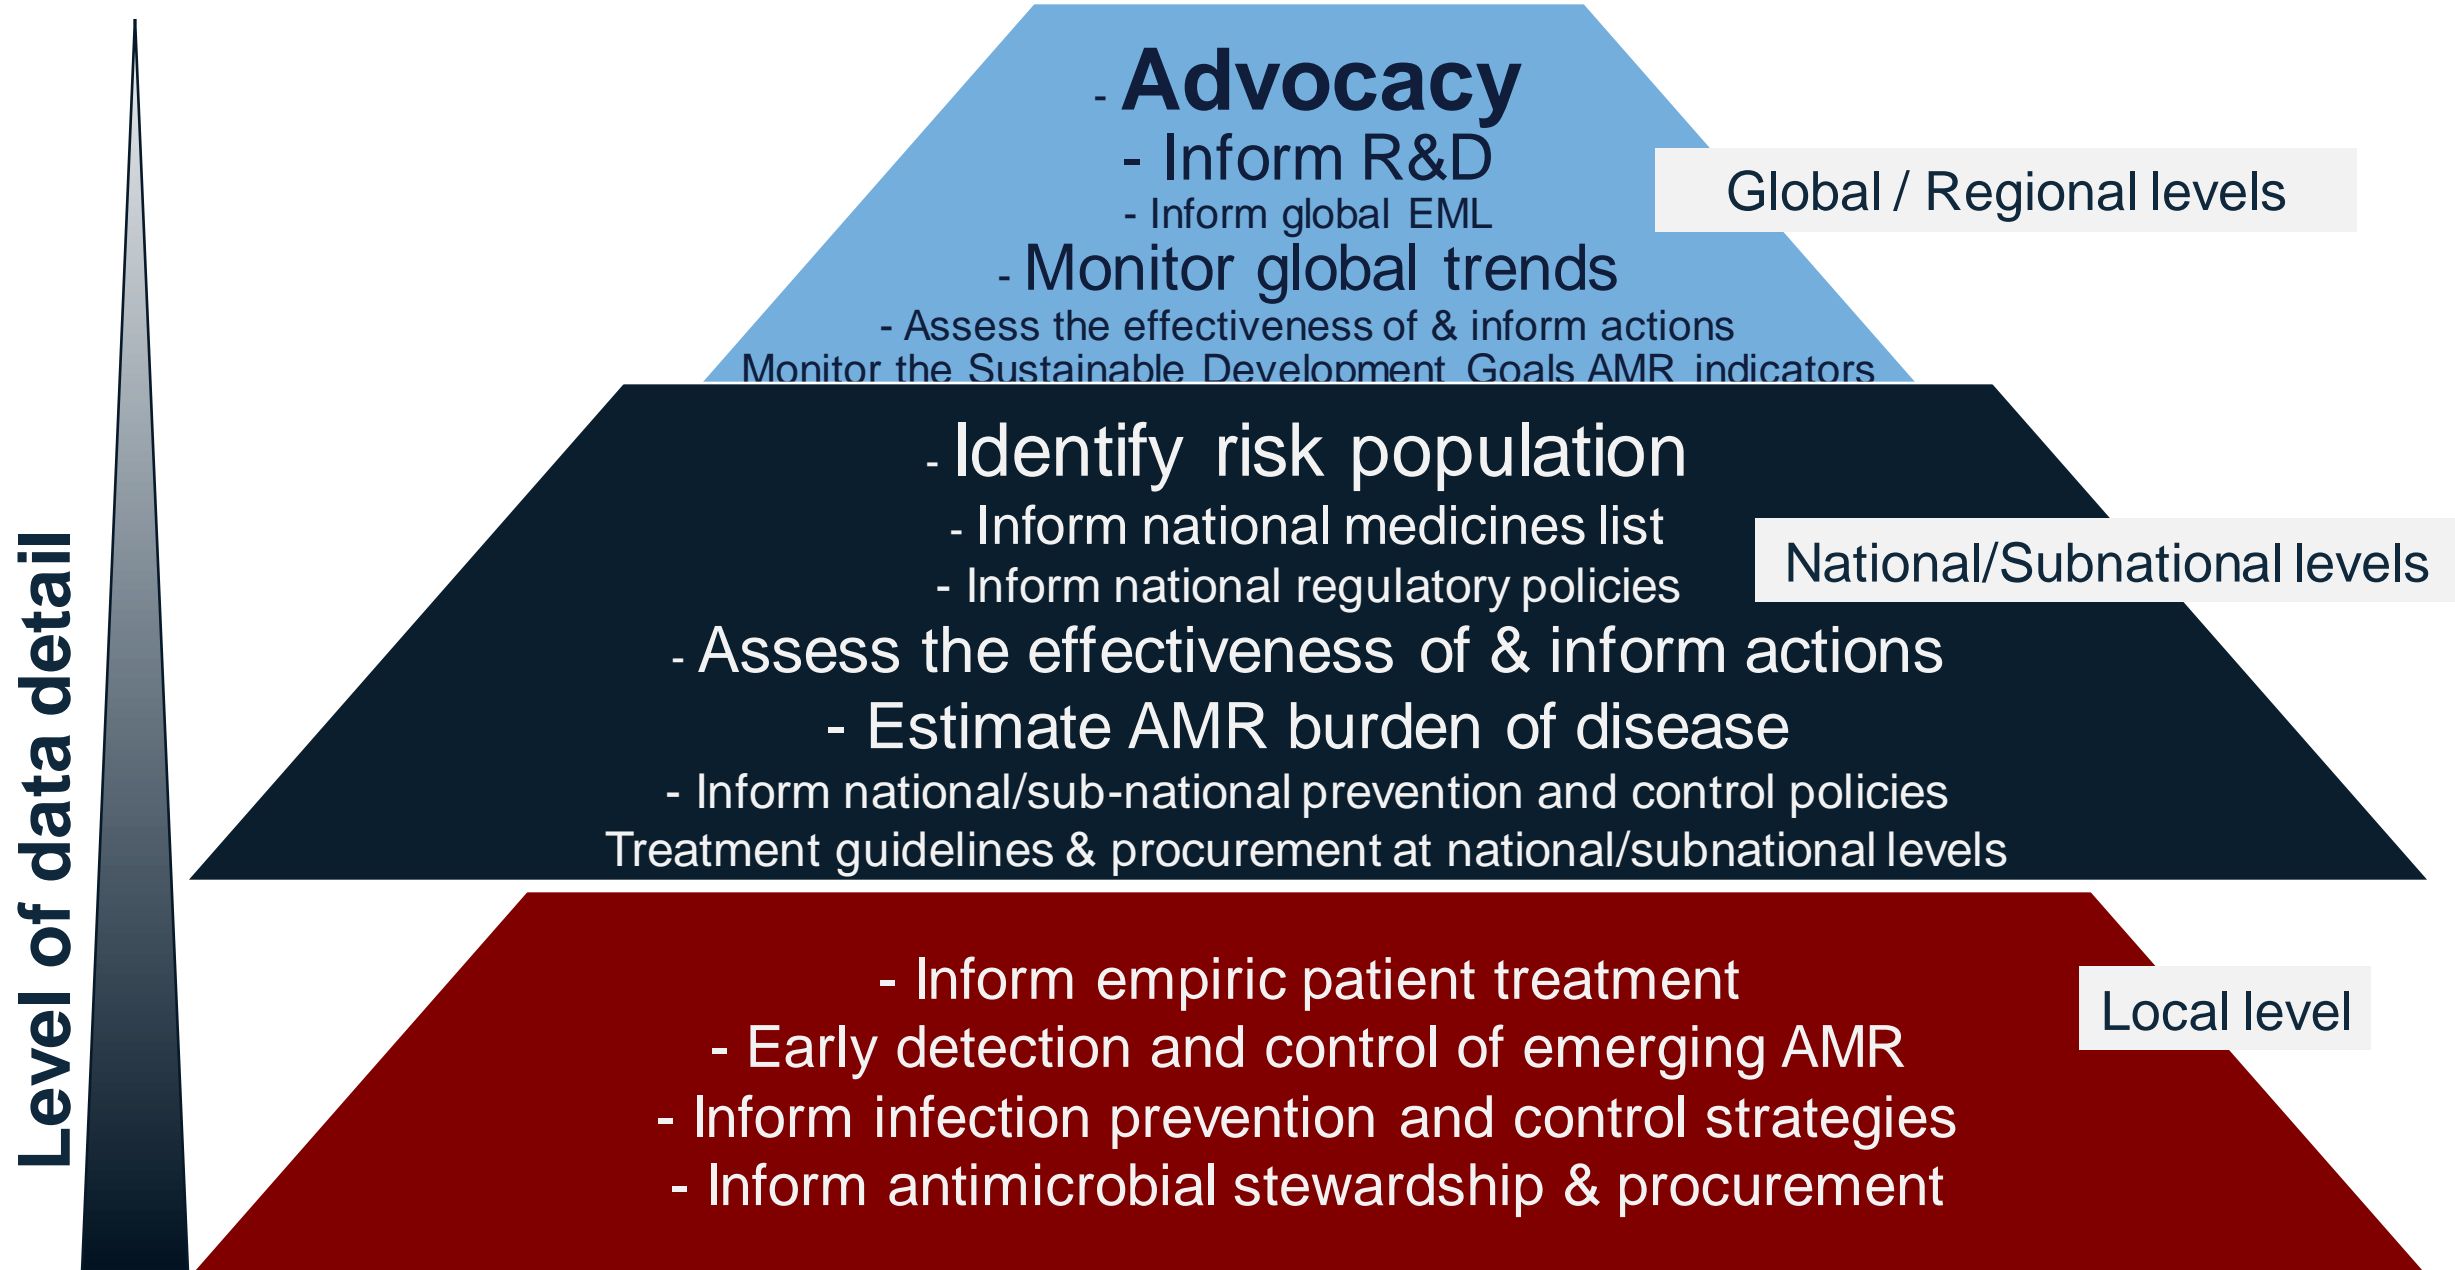 - Advocacy
- Inform R&D
- Inform global EML
- Monitor global trends
- Assess the effectiveness of & inform actions
Monitor the Sustainable Development Goals AMR indicators
Global / Regional levels
- Identify risk population
- Inform national medicines list
- Inform national regulatory policies
- Assess the effectiveness of & inform actions
- Estimate AMR burden of disease
- Inform national/sub-national prevention and control policies
Treatment guidelines & procurement at national/subnational levels
National/Subnational levels
- Inform empiric patient treatment
- Early detection and control of emerging AMR
- Inform infection prevention and control strategies
- Inform antimicrobial stewardship & procurement
Local level
Level of data detail